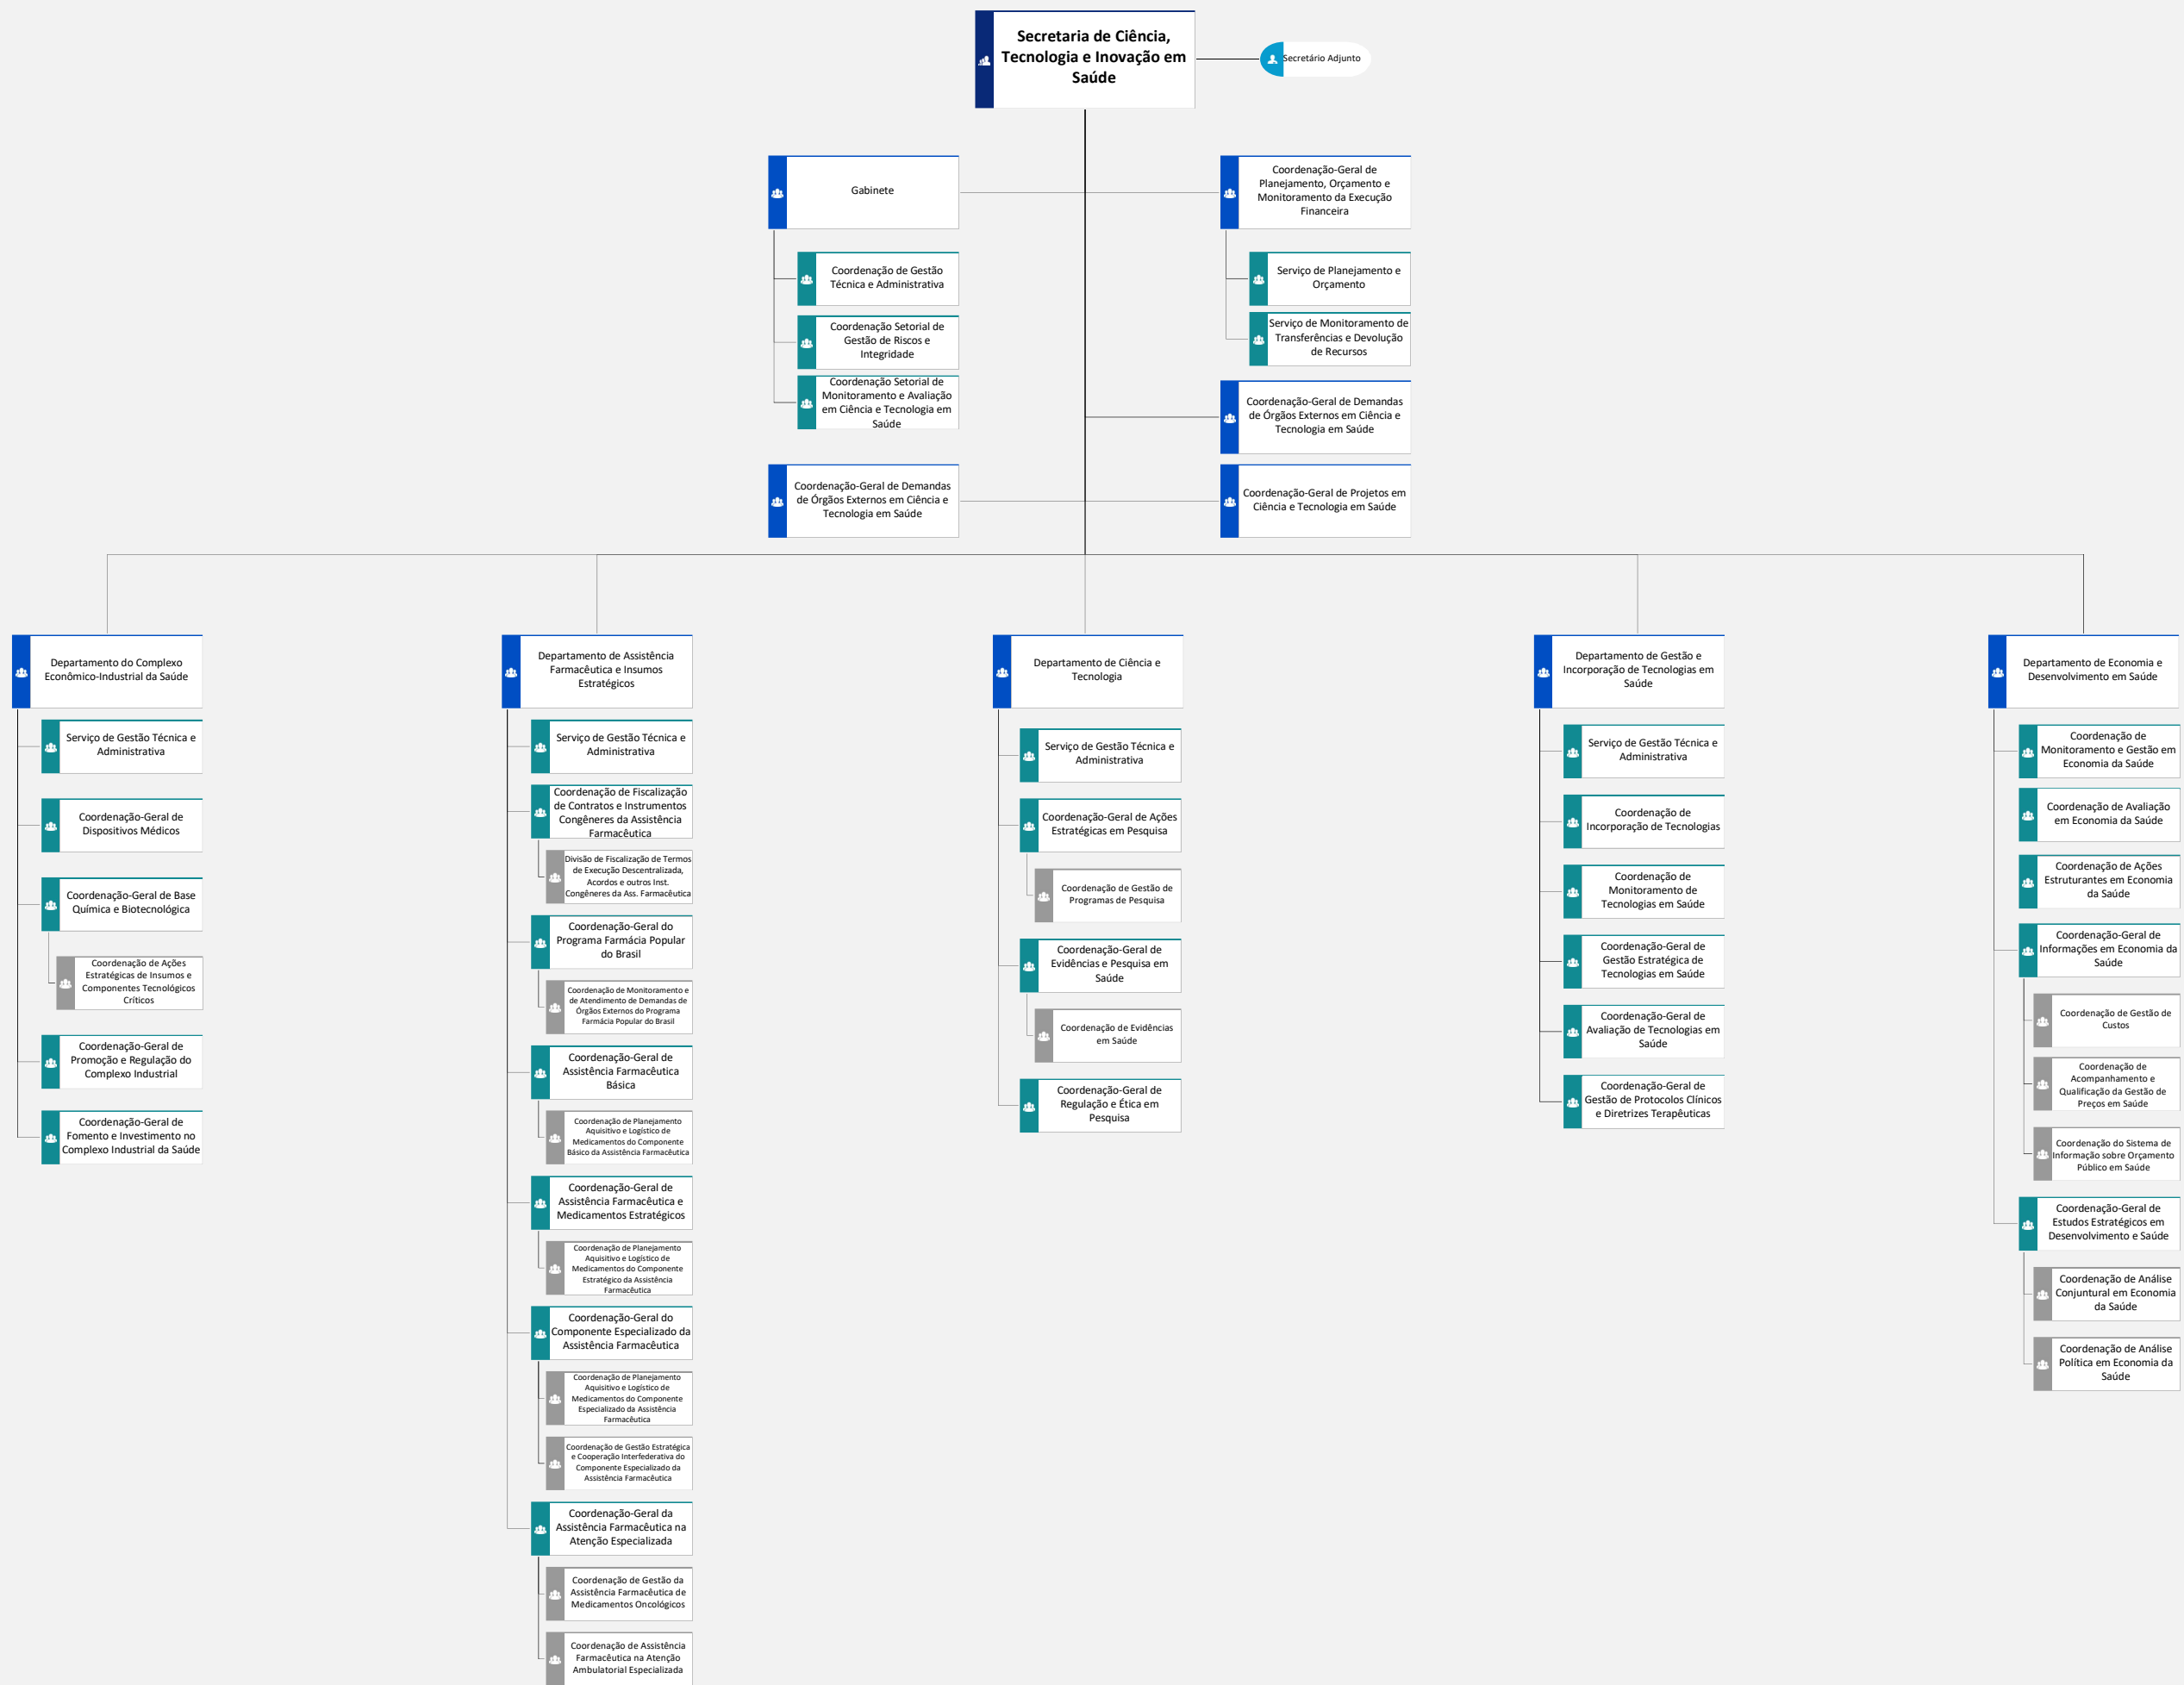 Secretaria de Ciência,
Tecnologia e Inovação em
Saúde
Secretário Adjunto
Gabinete
Coordenação-Geral de
Planejamento, Orçamento e
Monitoramento da Execução
Financeira
Coordenação de Gestão
Técnica e Administrativa
Serviço de Planejamento e
Orçamento
Coordenação Setorial de
Gestão de Riscos e
Integridade
Serviço de Monitoramento de
Transferências e Devolução
de Recursos
Coordenação Setorial de
Monitoramento e Avaliação
em Ciência e Tecnologia em
Saúde
Coordenação-Geral de Demandas
de Órgãos Externos em Ciência e
Tecnologia em Saúde
Coordenação-Geral de Demandas
de Órgãos Externos em Ciência e
Tecnologia em Saúde
Coordenação-Geral de Projetos em
Ciência e Tecnologia em Saúde
Departamento do Complexo
Econômico-Industrial da Saúde
Serviço de Gestão Técnica e
Administrativa
Coordenação-Geral de
Dispositivos Médicos
Coordenação-Geral de Base
Química e Biotecnológica
Coordenação de Ações
Estratégicas de Insumos e
Componentes Tecnológicos
Críticos
Coordenação-Geral de
Promoção e Regulação do
Complexo Industrial
Coordenação-Geral de
Fomento e Investimento no
Complexo Industrial da Saúde
Departamento de Assistência
Farmacêutica e Insumos
Estratégicos
Serviço de Gestão Técnica e
Administrativa
Coordenação de Fiscalização
de Contratos e Instrumentos
Congêneres da Assistência
Farmacêutica
Divisão de Fiscalização de Termos
de Execução Descentralizada,
Acordos e outros Inst.
Congêneres da Ass. Farmacêutica
Coordenação-Geral do
Programa Farmácia Popular
do Brasil
Coordenação de Monitoramento e
de Atendimento de Demandas de
Órgãos Externos do Programa
Farmácia Popular do Brasil
Coordenação-Geral de
Assistência Farmacêutica
Básica
Coordenação de Planejamento
Aquisitivo e Logístico de
Medicamentos do Componente
Básico da Assistência Farmacêutica
Coordenação-Geral de
Assistência Farmacêutica e
Medicamentos Estratégicos
Coordenação de Planejamento
Aquisitivo e Logístico de
Medicamentos do Componente
Estratégico da Assistência
Farmacêutica
Coordenação-Geral do
Componente Especializado da
Assistência Farmacêutica
Coordenação de Planejamento
Aquisitivo e Logístico de
Medicamentos do Componente
Especializado da Assistência
Farmacêutica
Coordenação de Gestão Estratégica
e Cooperação Interfederativa do
Componente Especializado da
Assistência Farmacêutica
Coordenação-Geral da
Assistência Farmacêutica na
Atenção Especializada
Coordenação de Gestão da
Assistência Farmacêutica de
Medicamentos Oncológicos
Coordenação de Assistência
Farmacêutica na Atenção
Ambulatorial Especializada
Departamento de Ciência e
Tecnologia
Serviço de Gestão Técnica e
Administrativa
Coordenação-Geral de Ações
Estratégicas em Pesquisa
Coordenação de Gestão de
Programas de Pesquisa
Coordenação-Geral de
Evidências e Pesquisa em
Saúde
Coordenação de Evidências
em Saúde
Coordenação-Geral de
Regulação e Ética em
Pesquisa
Departamento de Gestão e
Incorporação de Tecnologias em
Saúde
Serviço de Gestão Técnica e
Administrativa
Coordenação de
Incorporação de Tecnologias
Coordenação de
Monitoramento de
Tecnologias em Saúde
Coordenação-Geral de
Gestão Estratégica de
Tecnologias em Saúde
Coordenação-Geral de
Avaliação de Tecnologias em
Saúde
Coordenação-Geral de
Gestão de Protocolos Clínicos
e Diretrizes Terapêuticas
Departamento de Economia e
Desenvolvimento em Saúde
Coordenação de
Monitoramento e Gestão em
Economia da Saúde
Coordenação de Avaliação
em Economia da Saúde
Coordenação de Ações
Estruturantes em Economia
da Saúde
Coordenação-Geral de
Informações em Economia da
Saúde
Coordenação de Gestão de
Custos
Coordenação de
Acompanhamento e
Qualificação da Gestão de
Preços em Saúde
Coordenação do Sistema de
Informação sobre Orçamento
Público em Saúde
Coordenação-Geral de
Estudos Estratégicos em
Desenvolvimento e Saúde
Coordenação de Análise
Conjuntural em Economia
da Saúde
Coordenação de Análise
Política em Economia da
Saúde